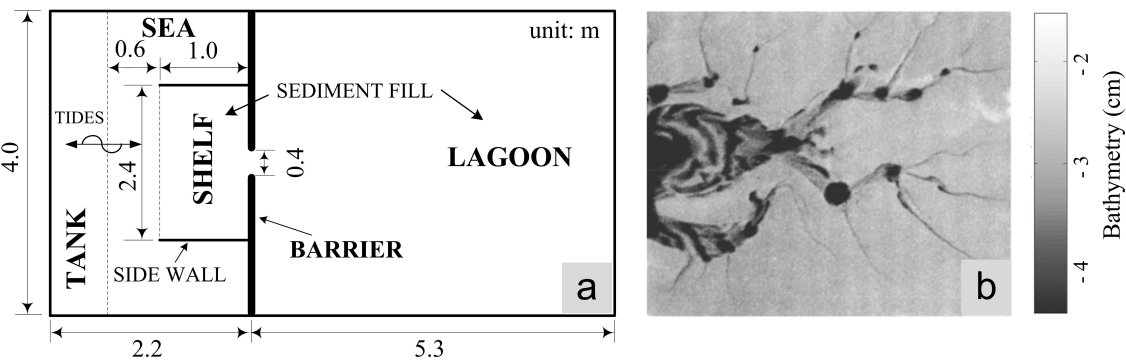 SEA
unit: m
0.6
1.0
SEDIMENT FILL
TIDES
SHELF
LAGOON
0.4
2.4
4.0
TANK
BARRIER
SIDE WALL
a
2.2
5.3
b
- 2
- 3
- 4
Bathymetry (cm)